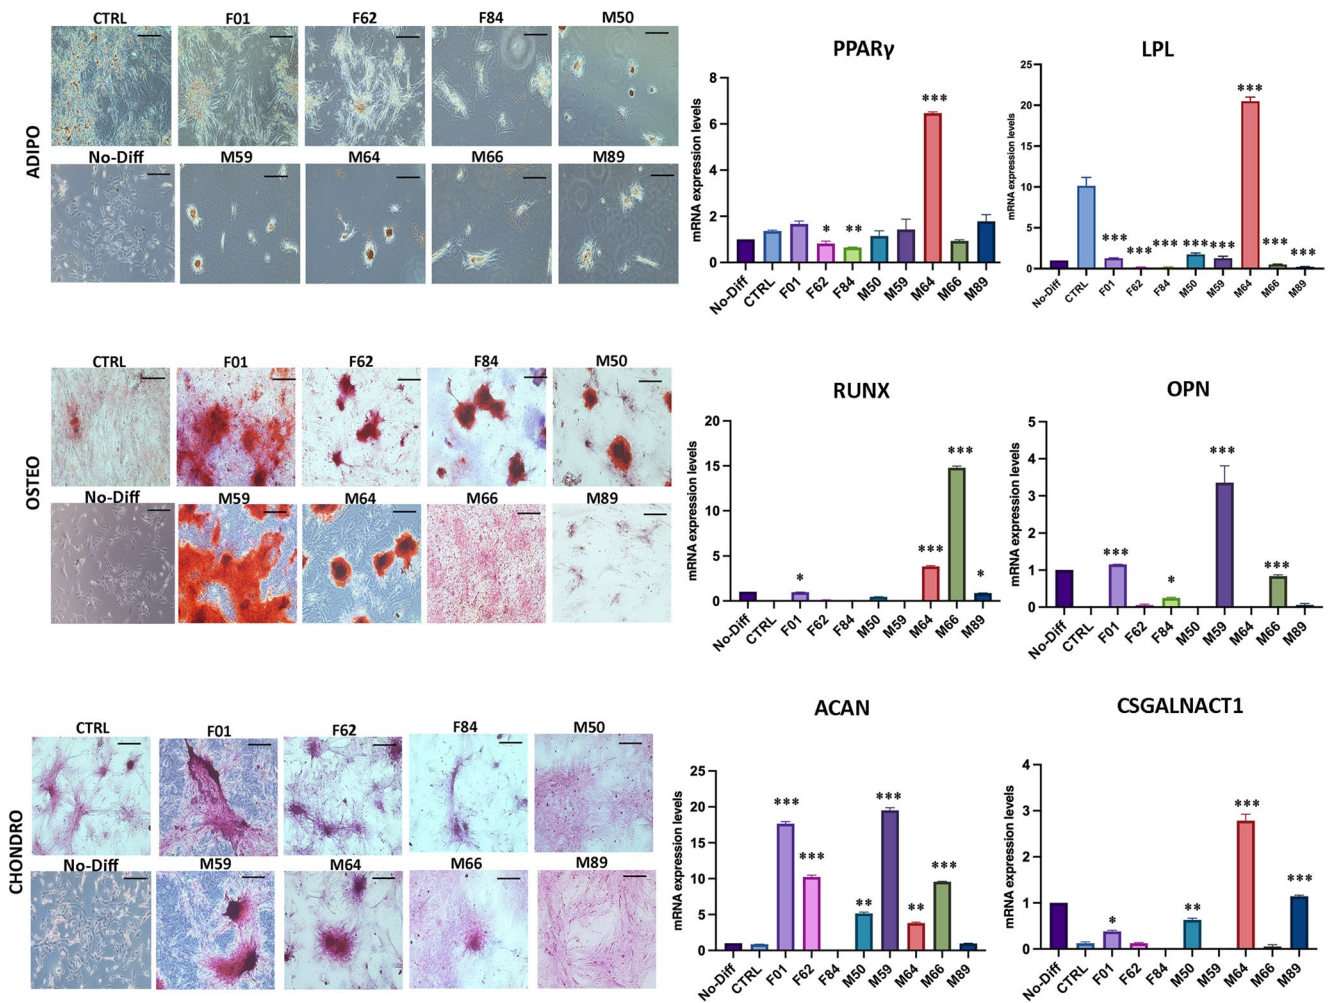 ADIPO
CTRL F01 F62 F84 M50
No-Diff M59 M64 M66 M89
PPARγ
mRNA expression levels
8
6
4
2
0
***
* **
No-Diff CTRL F01 F62 F84 M50 M59 M64 M66 M89
LPL
mRNA expression levels
25
20
15
10
5
0
***
*** *** *** *** *** *** ***
No-Diff CTRL F01 F62 F84 M50 M59 M64 M66 M89
OSTEO
CTRL F01 F62 F84 M50
No-Diff M59 M64 M66 M89
RUNX
mRNA expression levels
20
15
10
5
0
* *** *** *
No-Diff CTRL F01 F62 F84 M50 M59 M64 M66 M89
OPN
mRNA expression levels
5
4
3
2
1
0
*** * *** ***
No-Diff CTRL F01 F62 F84 M50 M59 M64 M66 M89
CHONDRO
CTRL F01 F62 F84 M50
No-Diff M59 M64 M66 M89
ACAN
mRNA expression levels
25
20
15
10
5
0
*** *** ** *** ** ***
No-Diff CTRL F01 F62 F84 M50 M59 M64 M66 M89
CSGALNACT1
mRNA expression levels
4
3
2
1
0
* ** *** ***
No-Diff CTRL F01 F62 F84 M50 M59 M64 M66 M89